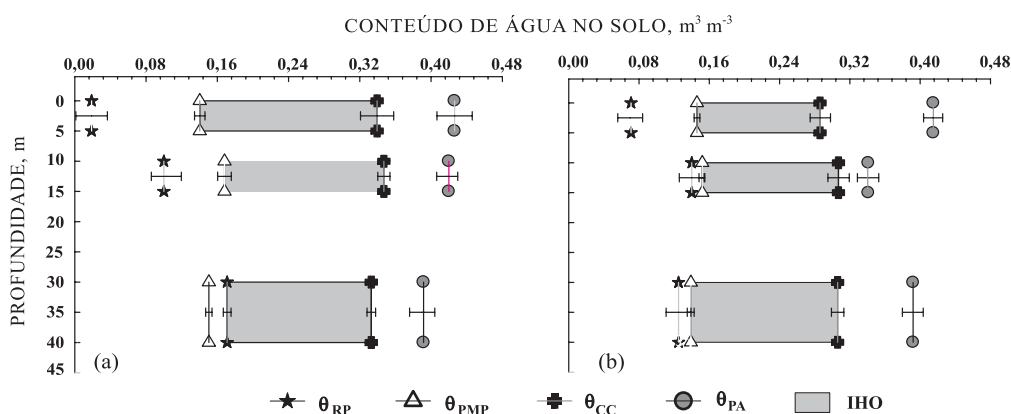 CONTEÚDO DE ÁGUA NO SOLO, m³ m⁻³
0,00 0,08 0,16 0,24 0,32 0,40 0,48 0,00 0,08 0,16 0,24 0,32 0,40 0,48
PROFUNDIDADE, m
0
5
10
15
20
25
30
35
40
45
(a) (b)
θRP θPMP θCC θPA IHO